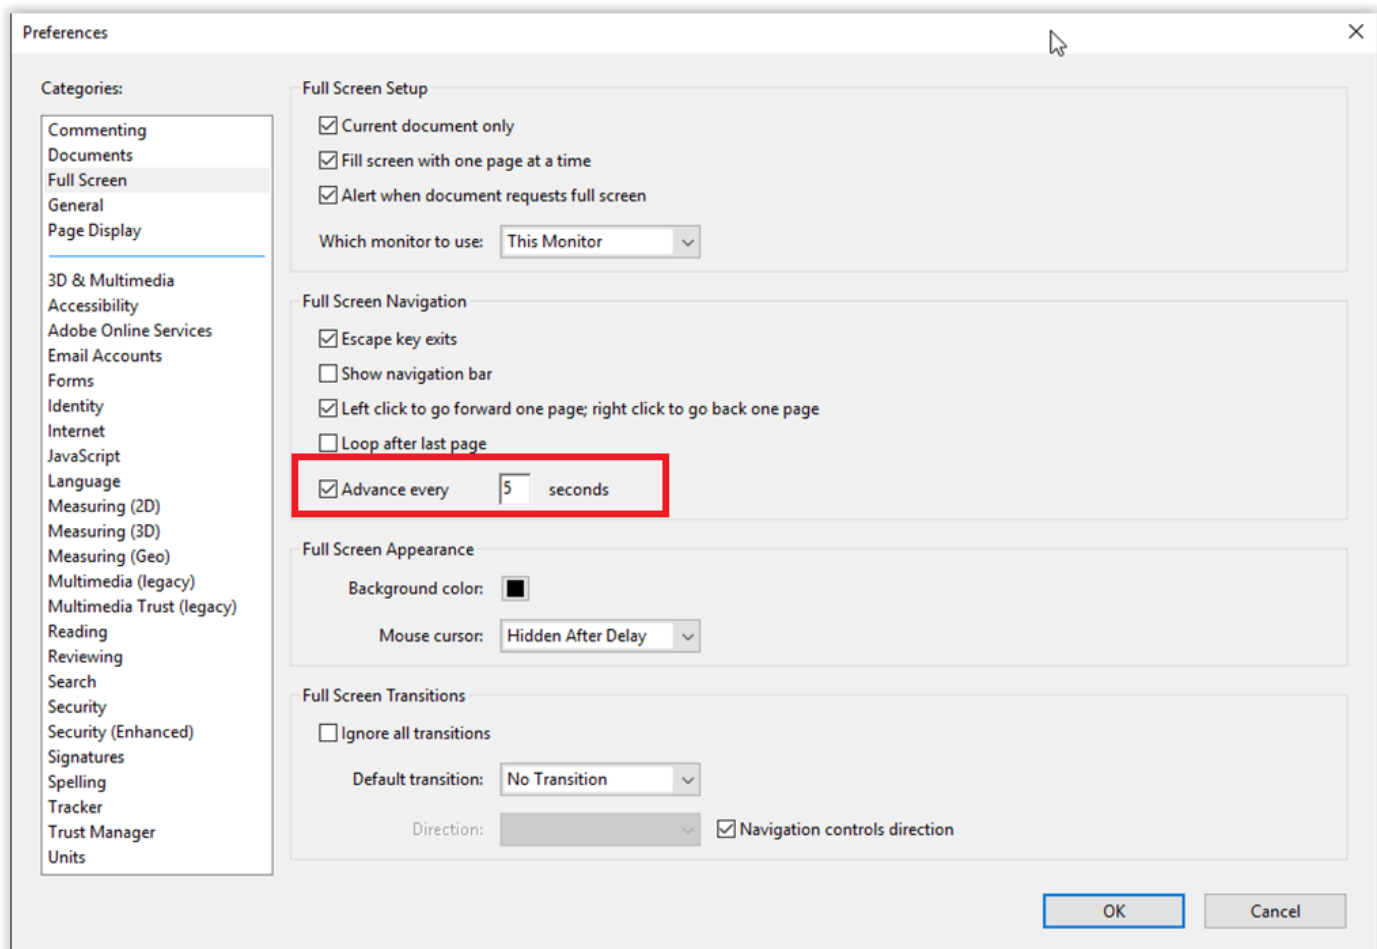 Preferences
Categories:
Commenting
Documents
Full Screen
General
Page Display
3D & Multimedia
Accessibility
Adobe Online Services
Email Accounts
Forms
Identity
Internet
JavaScript
Language
Measuring (2D)
Measuring (3D)
Measuring (Geo)
Multimedia (legacy)
Multimedia Trust (legacy)
Reading
Reviewing
Search
Security
Security (Enhanced)
Signatures
Spelling
Tracker
Trust Manager
Units
Full Screen Setup
Current document only
Fill screen with one page at a time
Alert when document requests full screen
Which monitor to use: This Monitor
Full Screen Navigation
Escape key exits
Show navigation bar
Left click to go forward one page; right click to go back one page
Loop after last page
Advance every 5 seconds
Full Screen Appearance
Background color:
Mouse cursor: Hidden After Delay
Full Screen Transitions
Ignore all transitions
Default transition: No Transition
Direction: Navigation controls direction
OK Cancel